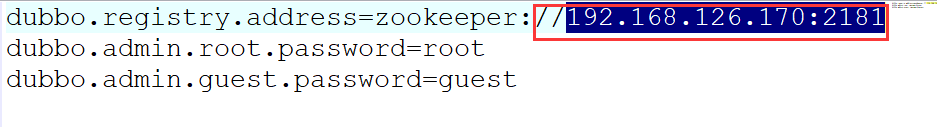 dubbo.registry.address=zookeeper://192.168.126.170:2181
dubbo.admin.root.password=root
dubbo.admin.guest.password=guest